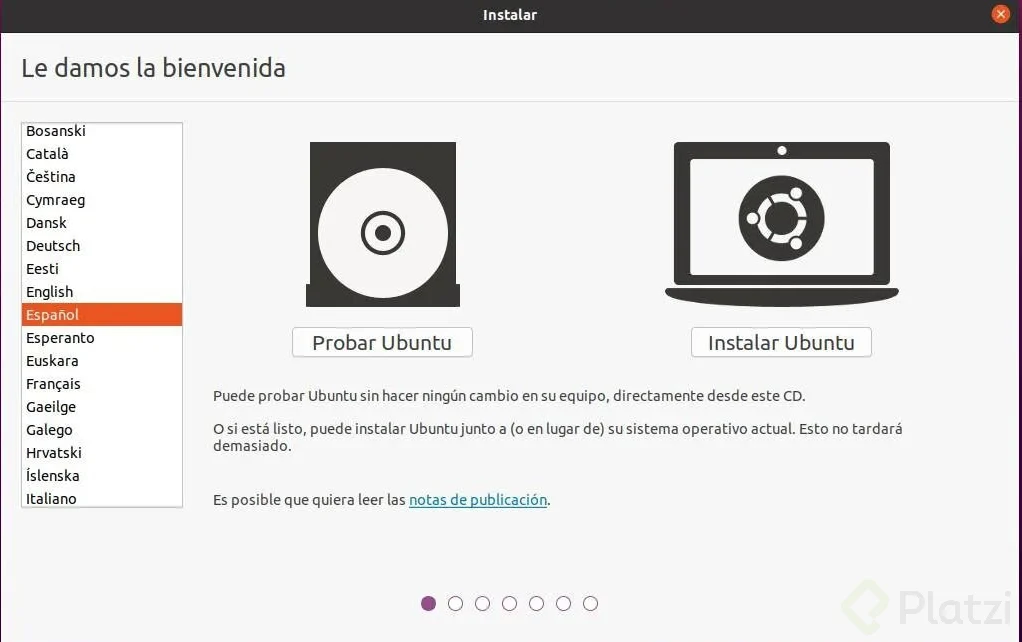 Instalar
Le damos la bienvenida
Bosanski
Català
Čeština
Cymraeg
Dansk
Deutsch
Eesti
English
Español
Esperanto
Euskara
Français
Gaeilge
Galego
Hrvatski
Íslenska
Italiano
Probar Ubuntu
Instalar Ubuntu
Puede probar Ubuntu sin hacer ningún cambio en su equipo, directamente desde este CD.
O si está listo, puede instalar Ubuntu junto a (o en lugar de) su sistema operativo actual. Esto no tardará
demasiado.
Es posible que quiera leer las notas de publicación.
Platzi